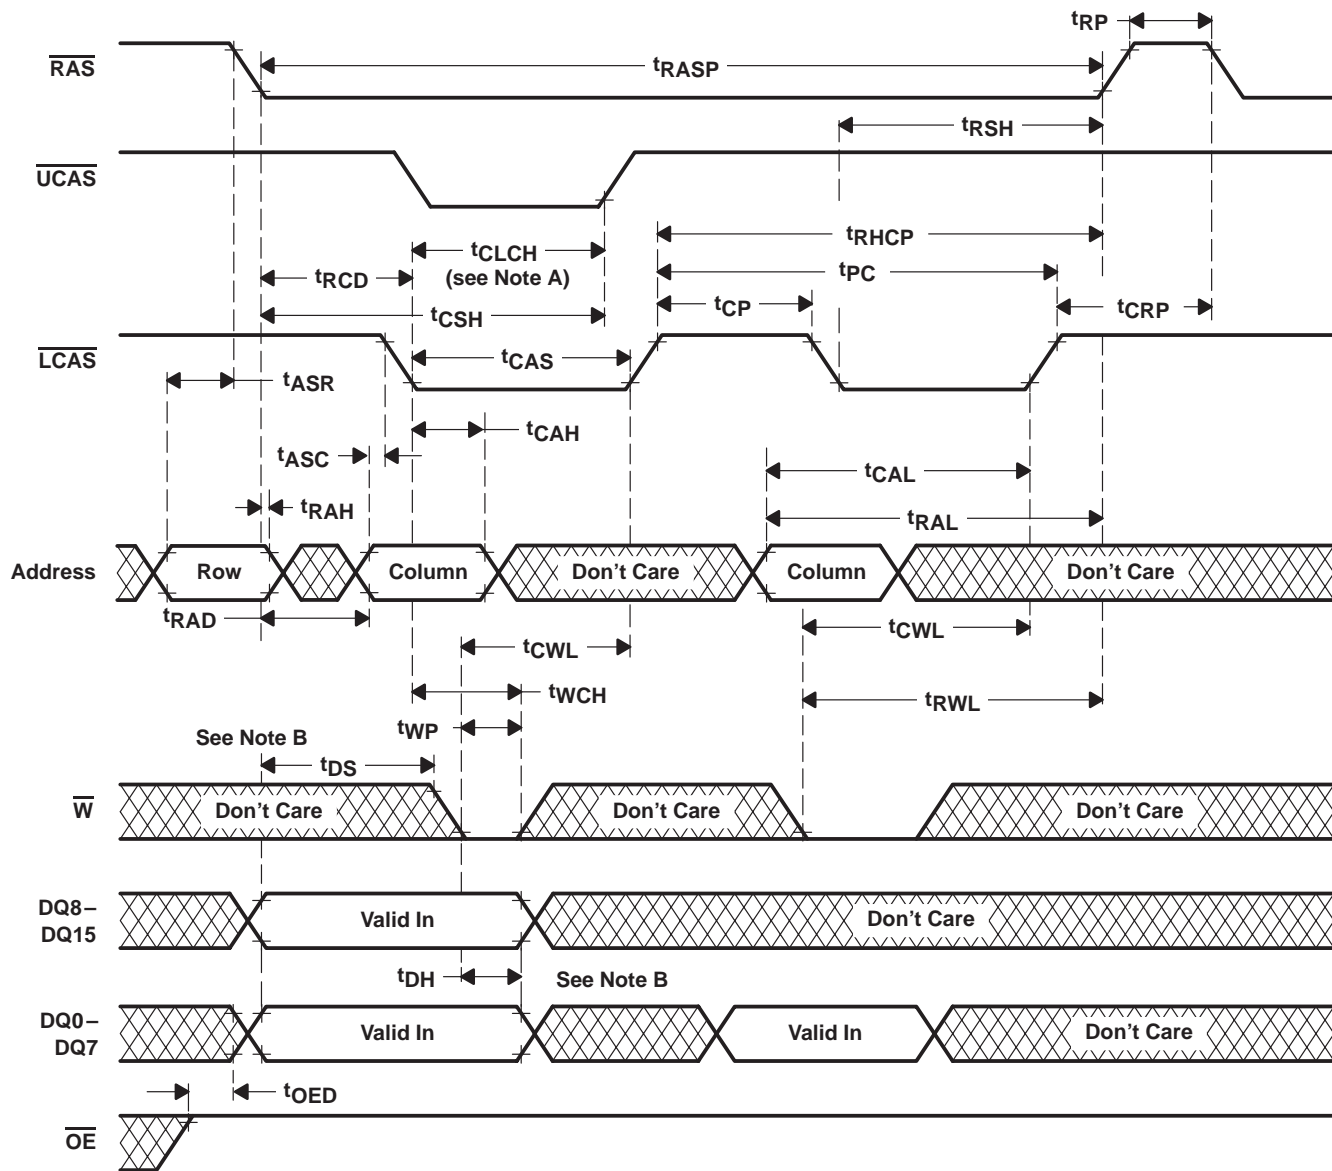 tRP
RAS
tRASP
tRSH
UCAS
tRHCP
tCLCH
(see Note A)
tRCD
tPC
tCP
tCRP
tCSH
LCAS
tCAS
tASR
tCAH
tASC
tCAL
tRAH
tRAL
Address
Row
Column
Don't Care
Column
Don't Care
tRAD
tCWL
tCWL
tWCH
tRWL
tWP
See Note B
tDS
W
Don't Care
Don't Care
Don't Care
DQ8–
DQ15
Valid In
Don't Care
tDH
See Note B
DQ0–
DQ7
Valid In
Valid In
Don't Care
tOED
OE